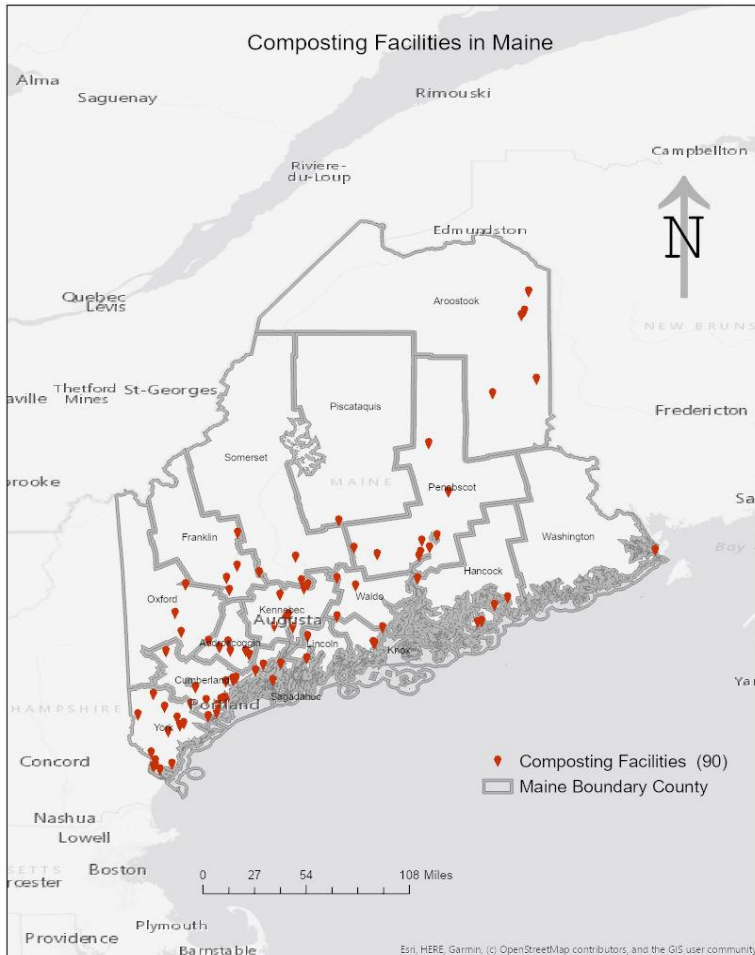 Composting Facilities in Maine
Alma
Saguenay
Rimouski
Campbellton
Riviere-
du-Loup
N
Edmundston
Quebec
Levis
Aroostook
NEW BRUNS
Thetford
Mines
St-Georges
aville
Piscataquis
Fredericton
Somerset
MAINE
brooke
Penobscot
Sa
Franklin
Washington
Bay
Hancock
Oxford
Waldo
Kennebec
Augusta
Androscoggin
Lincoln
Knox
Cumberland
Sagadahoc
Yar
HAMPSHIRE
Portland
York
Concord
Composting Facilities (90)
Maine Boundary County
Nashua
Lowell
SETTS
Boston
rcester
0 27 54 108 Miles
Plymouth
Providence
Barnstable
Esri, HERE, Garmin, (c) OpenStreetMap contributors, and the GIS user community